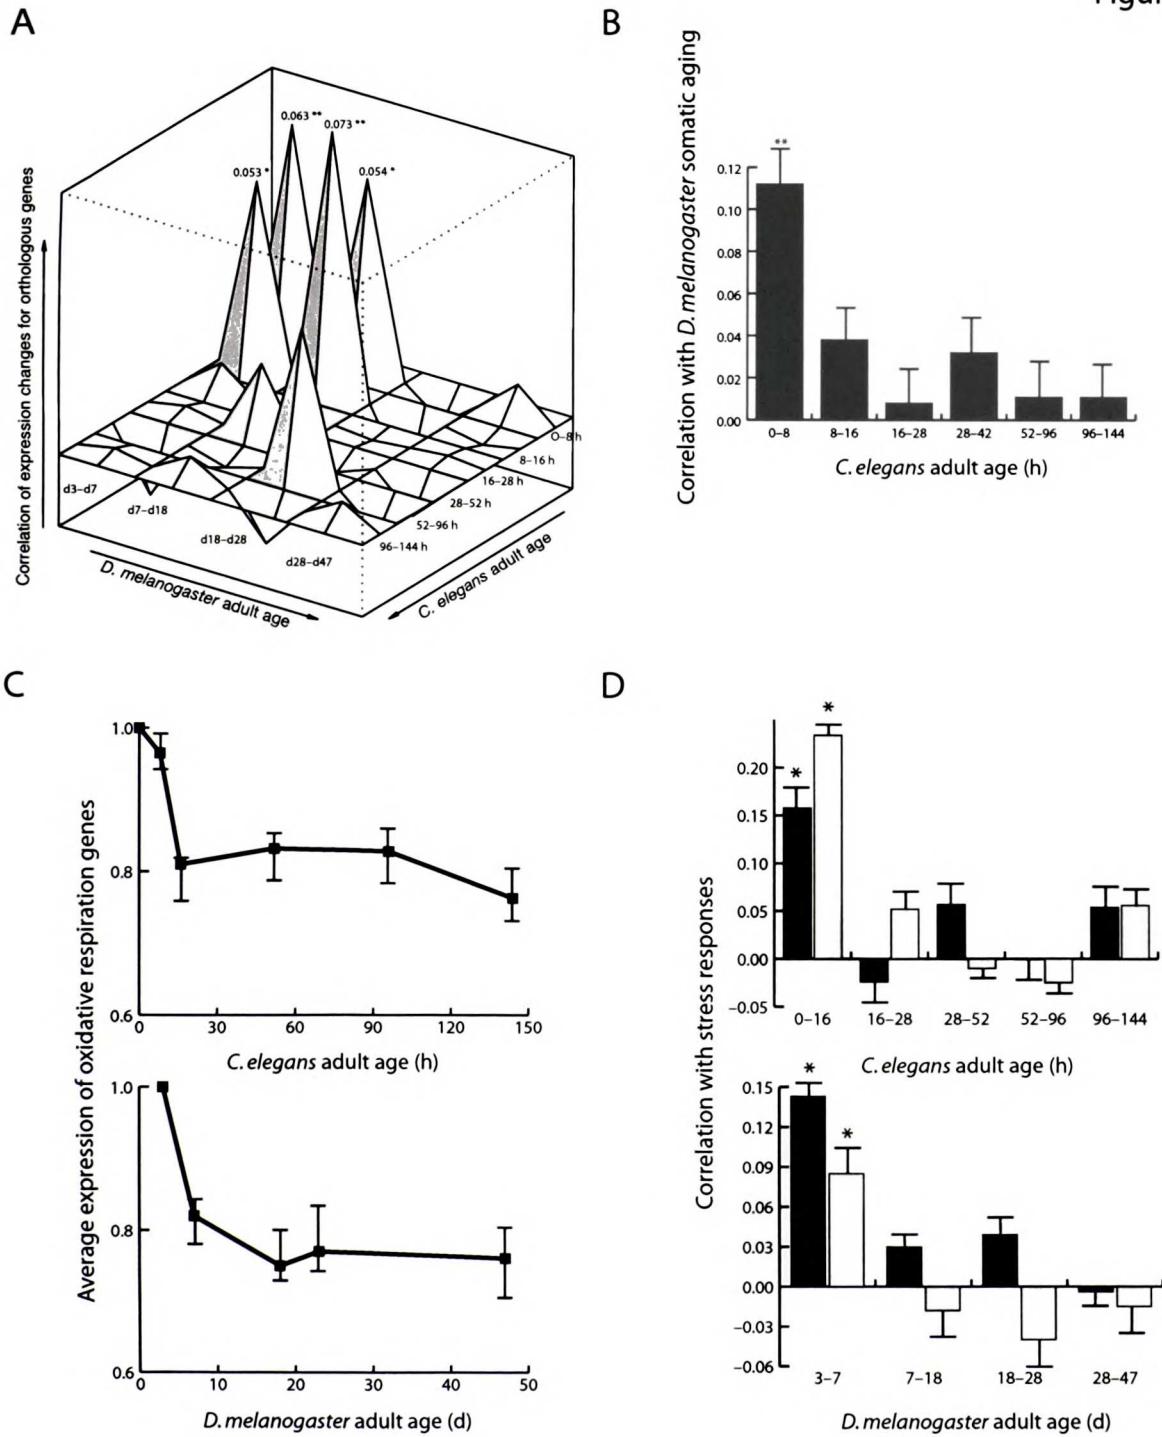 Figur
A
Correlation of expression changes for orthologous genes
0.063 **
0.073 **
0.053 *
0.054 *
0–8 h
8–16 h
16–28 h
28–52 h
52–96 h
96–144 h
d3–d7
d7–d18
d18–d28
d28–d47
D. melanogaster adult age
C. elegans adult age
B
Correlation with D. melanogaster somatic aging
**
0.12
0.10
0.08
0.06
0.04
0.02
0.00
0–8 8–16 16–28 28–42 52–96 96–144
C. elegans adult age (h)
C
Average expression of oxidative respiration genes
1.0
0.8
0.6
0 30 60 90 120 150
C. elegans adult age (h)
1.0
0.8
0.6
0 10 20 30 40 50
D. melanogaster adult age (d)
D
Correlation with stress responses
* *
0.20
0.15
0.10
0.05
0.00
–0.05
0–16 16–28 28–52 52–96 96–144
C. elegans adult age (h)
* *
0.15
0.12
0.09
0.06
0.03
0.00
–0.03
–0.06
3–7 7–18 18–28 28–47
D. melanogaster adult age (d)